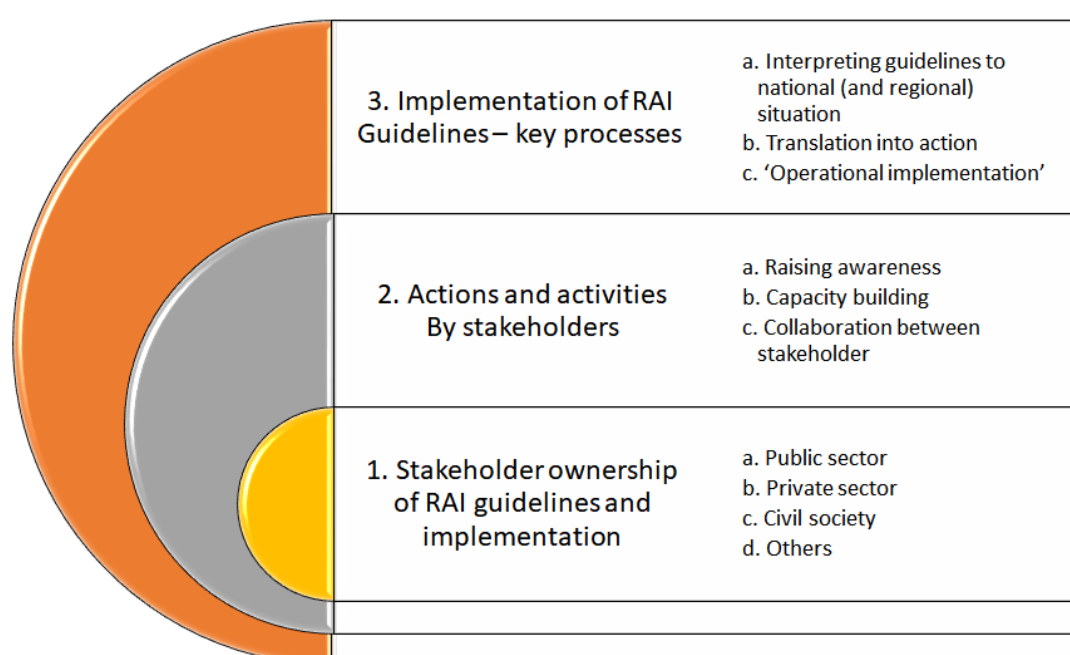 3. Implementation of RAI
Guidelines – key processes
a. Interpreting guidelines to
national (and regional)
situation
b. Translation into action
c. ‘Operational implementation’
2. Actions and activities
By stakeholders
a. Raising awareness
b. Capacity building
c. Collaboration between
stakeholder
1. Stakeholder ownership
of RAI guidelines and
implementation
a. Public sector
b. Private sector
c. Civil society
d. Others